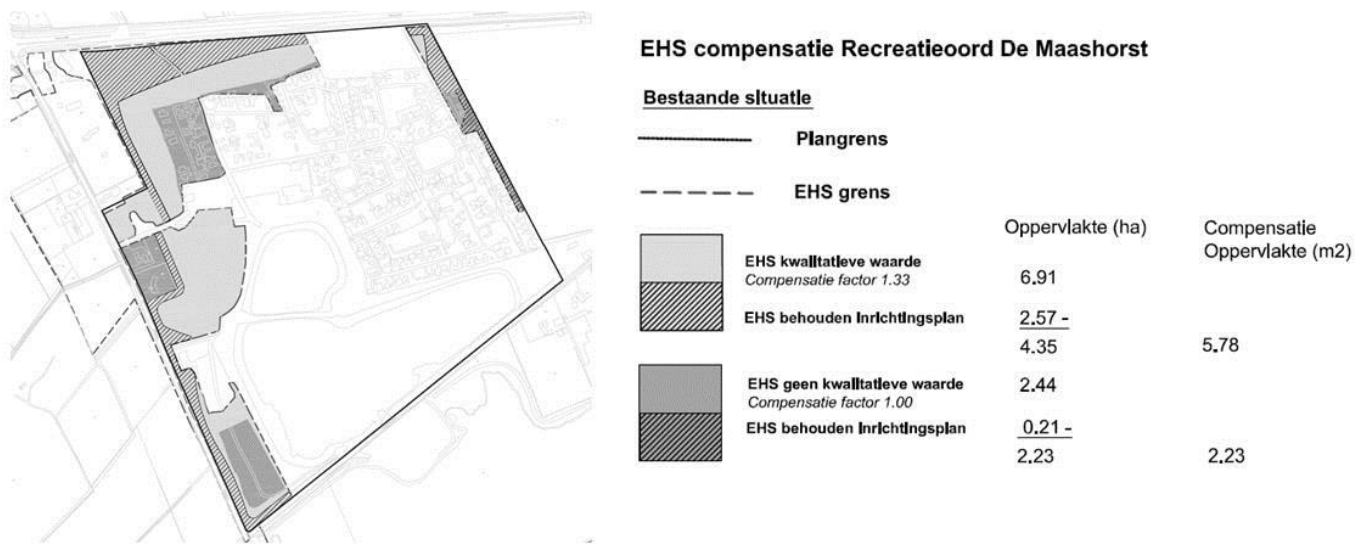 EHS compensatie Recreatieoord De Maashorst
Bestaande situatie
Plangrens
EHS grens
Oppervlakte (ha)
Compensatie
Oppervlakte (m2)
EHS kwalitatieve waarde
Compensatie factor 1.33
6.91
EHS behouden Inrichtingsplan
2.57 -
4.35
5.78
EHS geen kwalitatieve waarde
2.44
Compensatie factor 1.00
EHS behouden Inrichtingsplan
0.21 -
2.23
2.23